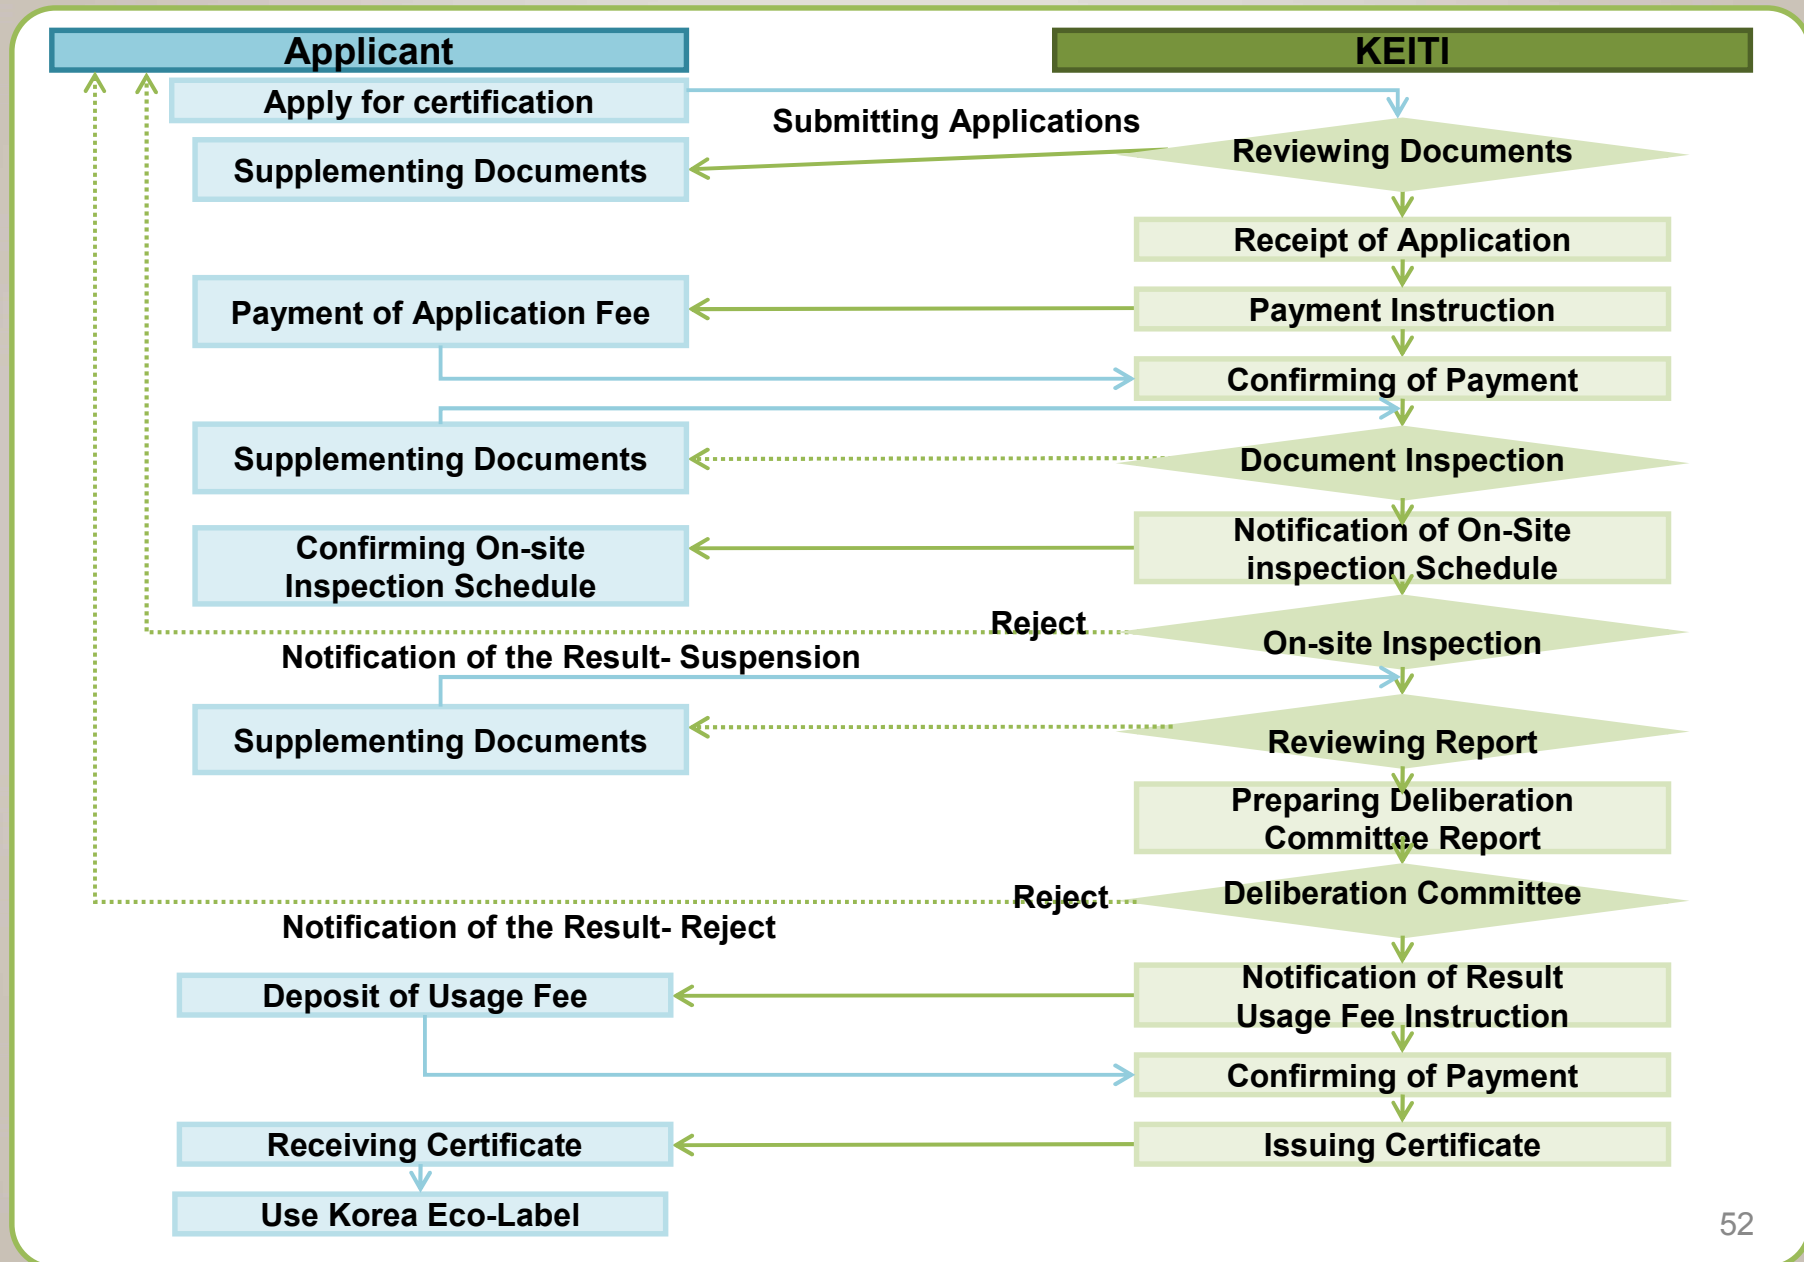 Applicant
KEITI
Apply for certification
Submitting Applications
Reviewing Documents
Supplementing Documents
Receipt of Application
Payment of Application Fee
Payment Instruction
Confirming of Payment
Supplementing Documents
Document Inspection
Confirming On-site
Inspection Schedule
Notification of On-Site
inspection Schedule
Reject
On-site Inspection
Notification of the Result- Suspension
Supplementing Documents
Reviewing Report
Preparing Deliberation
Committee Report
Reject
Deliberation Committee
Notification of the Result- Reject
Deposit of Usage Fee
Notification of Result
Usage Fee Instruction
Confirming of Payment
Receiving Certificate
Issuing Certificate
Use Korea Eco-Label
52